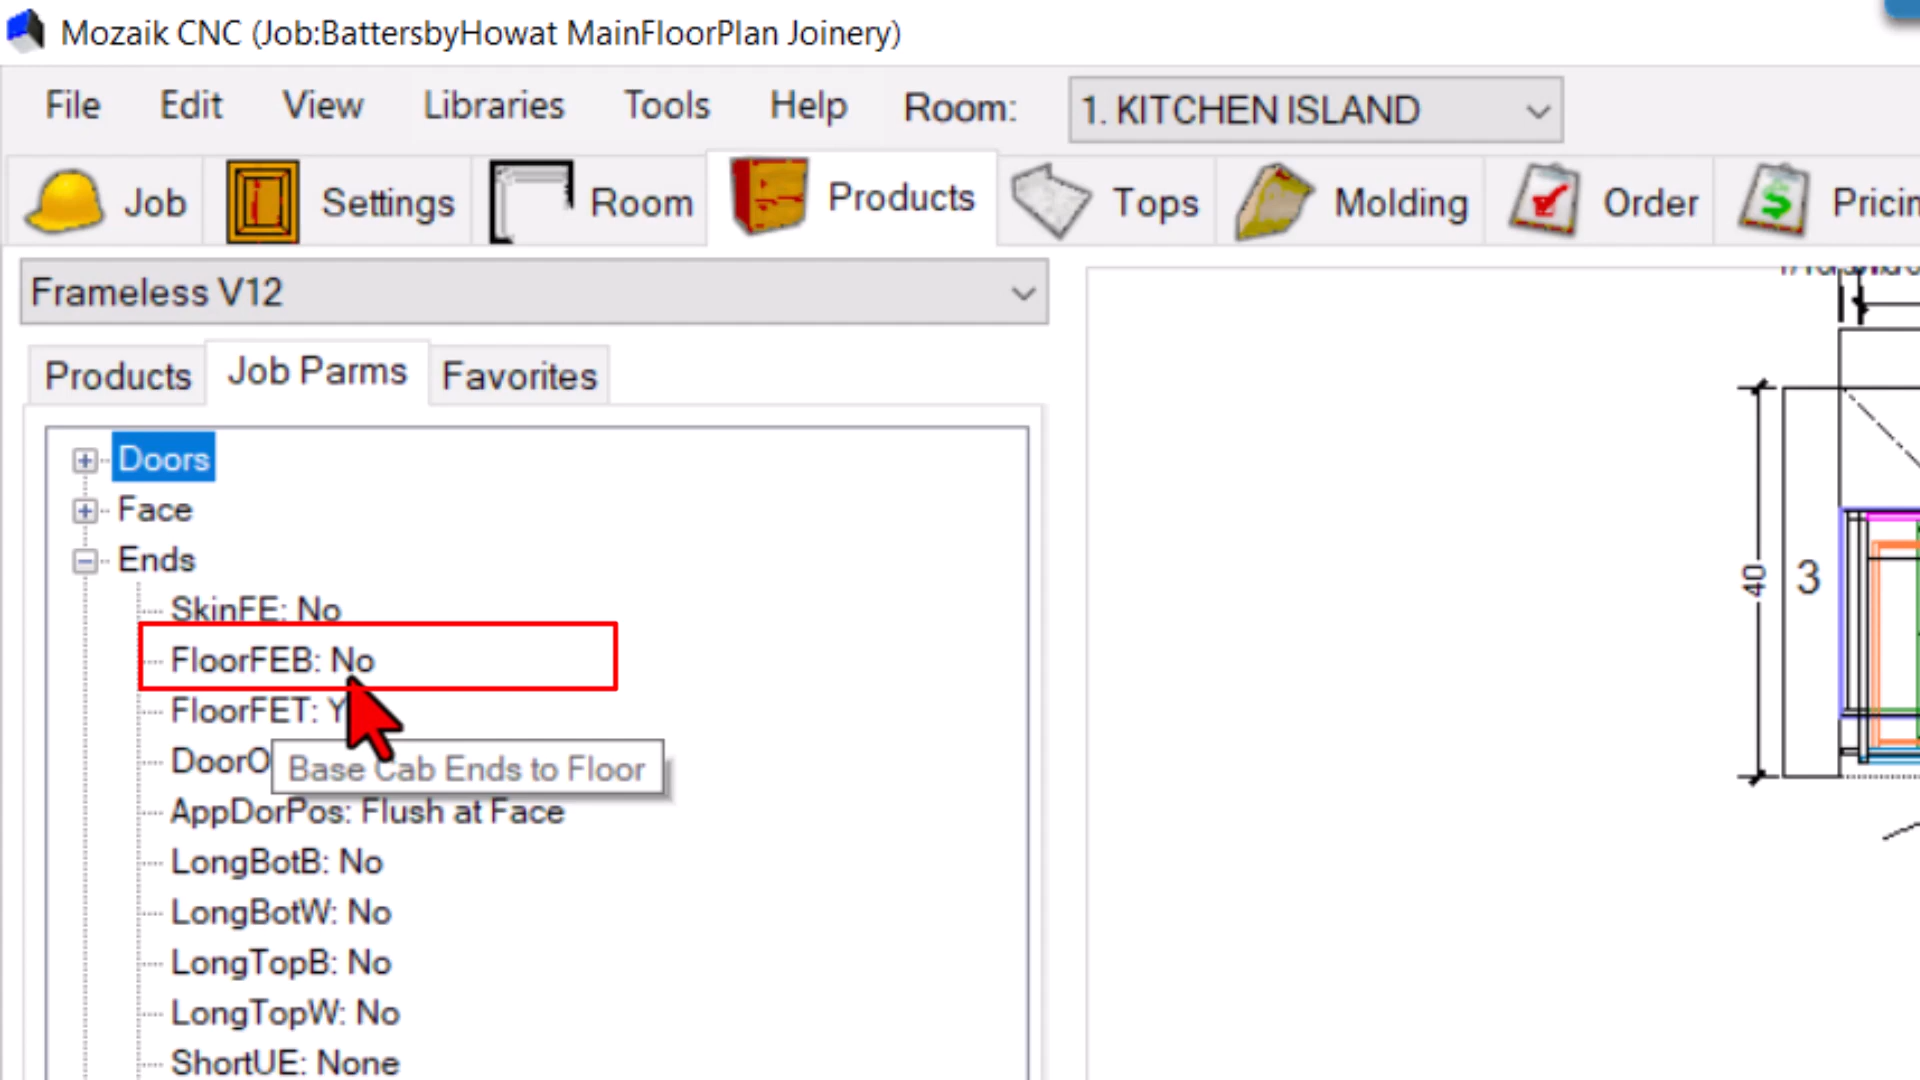 Mozaik CNC (Job:BattersbyHowat MainFloorPlan Joinery)
File Edit View Libraries Tools Help Room: 1. KITCHEN ISLAND
Job Settings Room Products Tops Molding Order Pricin
Frameless V12
Products Job Parms Favorites
Doors
Face
Ends
SkinFE: No
FloorFEB: No
FloorFET: Y
DoorO
Base Cab Ends to Floor
AppDorPos: Flush at Face
LongBotB: No
LongBotW: No
LongTopB: No
LongTopW: No
ShortUE: None
40
3